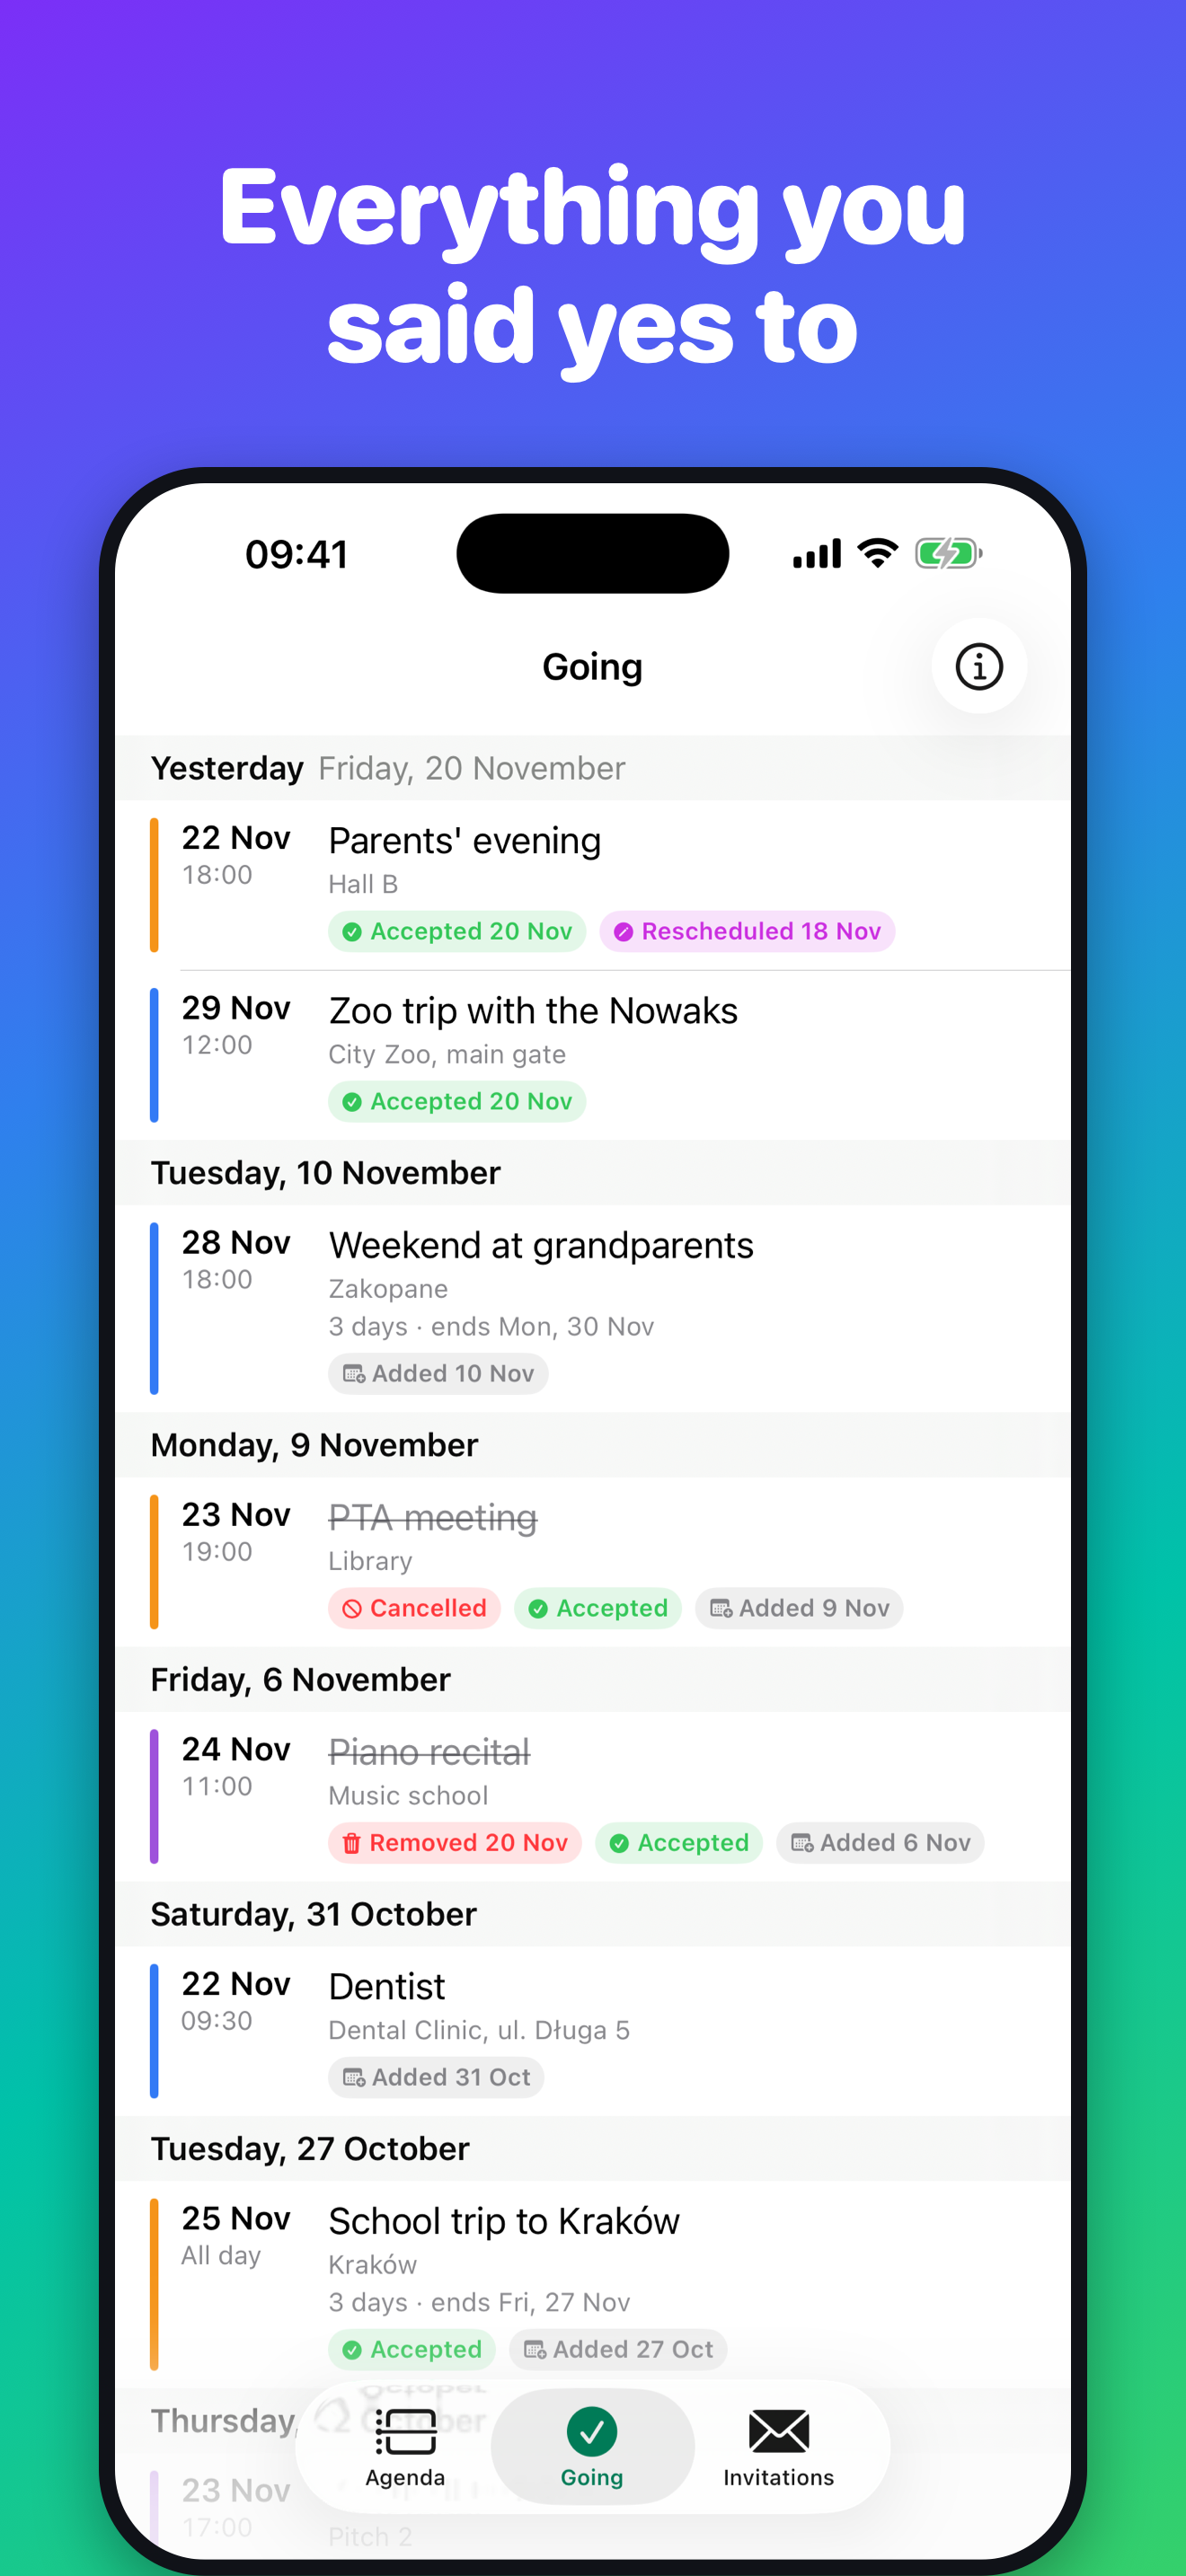 Everything you
said yes to
09:41
Going
Yesterday Friday, 20 November
22 Nov Parents' evening
18:00 Hall B
Accepted 20 Nov Rescheduled 18 Nov
29 Nov Zoo trip with the Nowaks
12:00 City Zoo, main gate
Accepted 20 Nov
Tuesday, 10 November
28 Nov Weekend at grandparents
18:00 Zakopane
3 days · ends Mon, 30 Nov
Added 10 Nov
Monday, 9 November
23 Nov PTA meeting
19:00 Library
Cancelled Accepted Added 9 Nov
Friday, 6 November
24 Nov Piano recital
11:00 Music school
Removed 20 Nov Accepted Added 6 Nov
Saturday, 31 October
22 Nov Dentist
09:30 Dental Clinic, ul. Długa 5
Added 31 Oct
Tuesday, 27 October
25 Nov School trip to Kraków
All day Kraków
3 days · ends Fri, 27 Nov
Accepted Added 27 Oct
Thursday, October
23 Nov
17:00 Pitch 2
Agenda Going Invitations